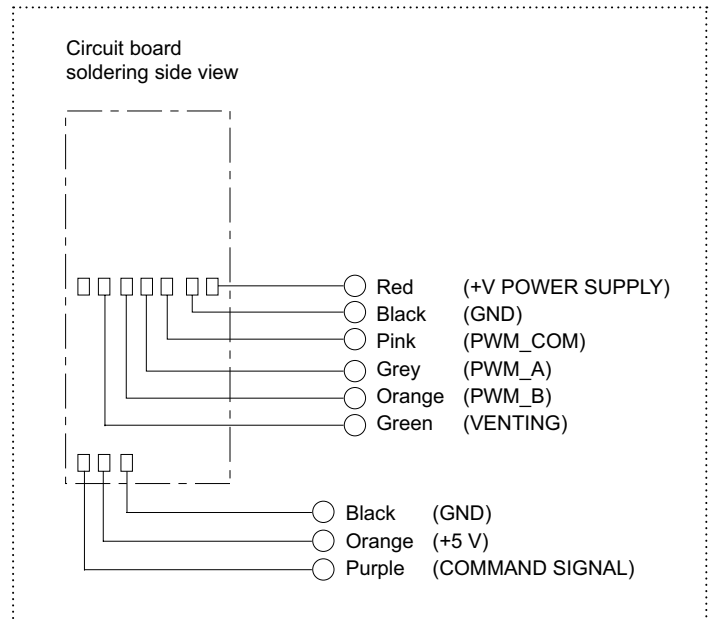 Circuit board
soldering side view
Red (+V POWER SUPPLY)
Black (GND)
Pink (PWM_COM)
Grey (PWM_A)
Orange (PWM_B)
Green (VENTING)
Black (GND)
Orange (+5 V)
Purple (COMMAND SIGNAL)